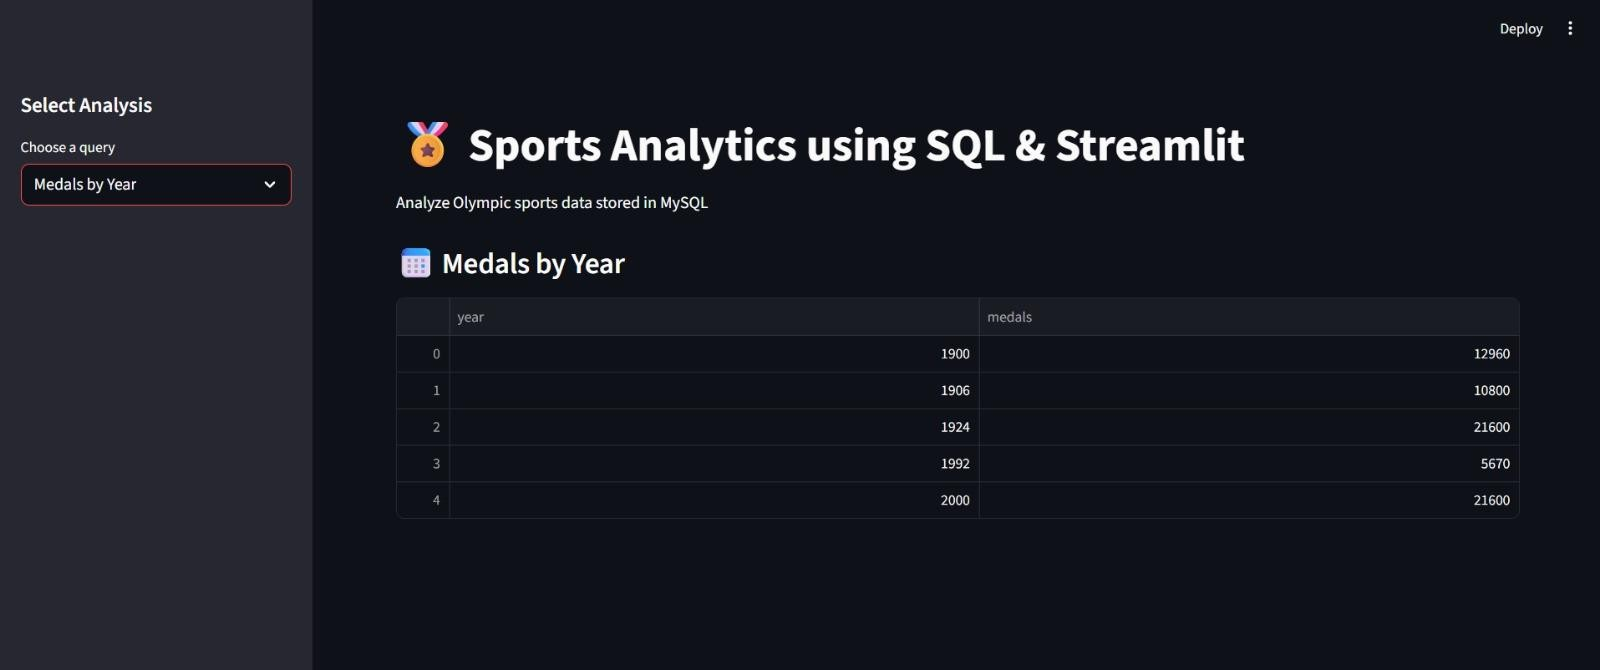 Deploy
Select Analysis
Choose a query
Medals by Year
Sports Analytics using SQL & Streamlit
Analyze Olympic sports data stored in MySQL
Medals by Year
year medals
0 1900 12960
1 1906 10800
2 1924 21600
3 1992 5670
4 2000 21600